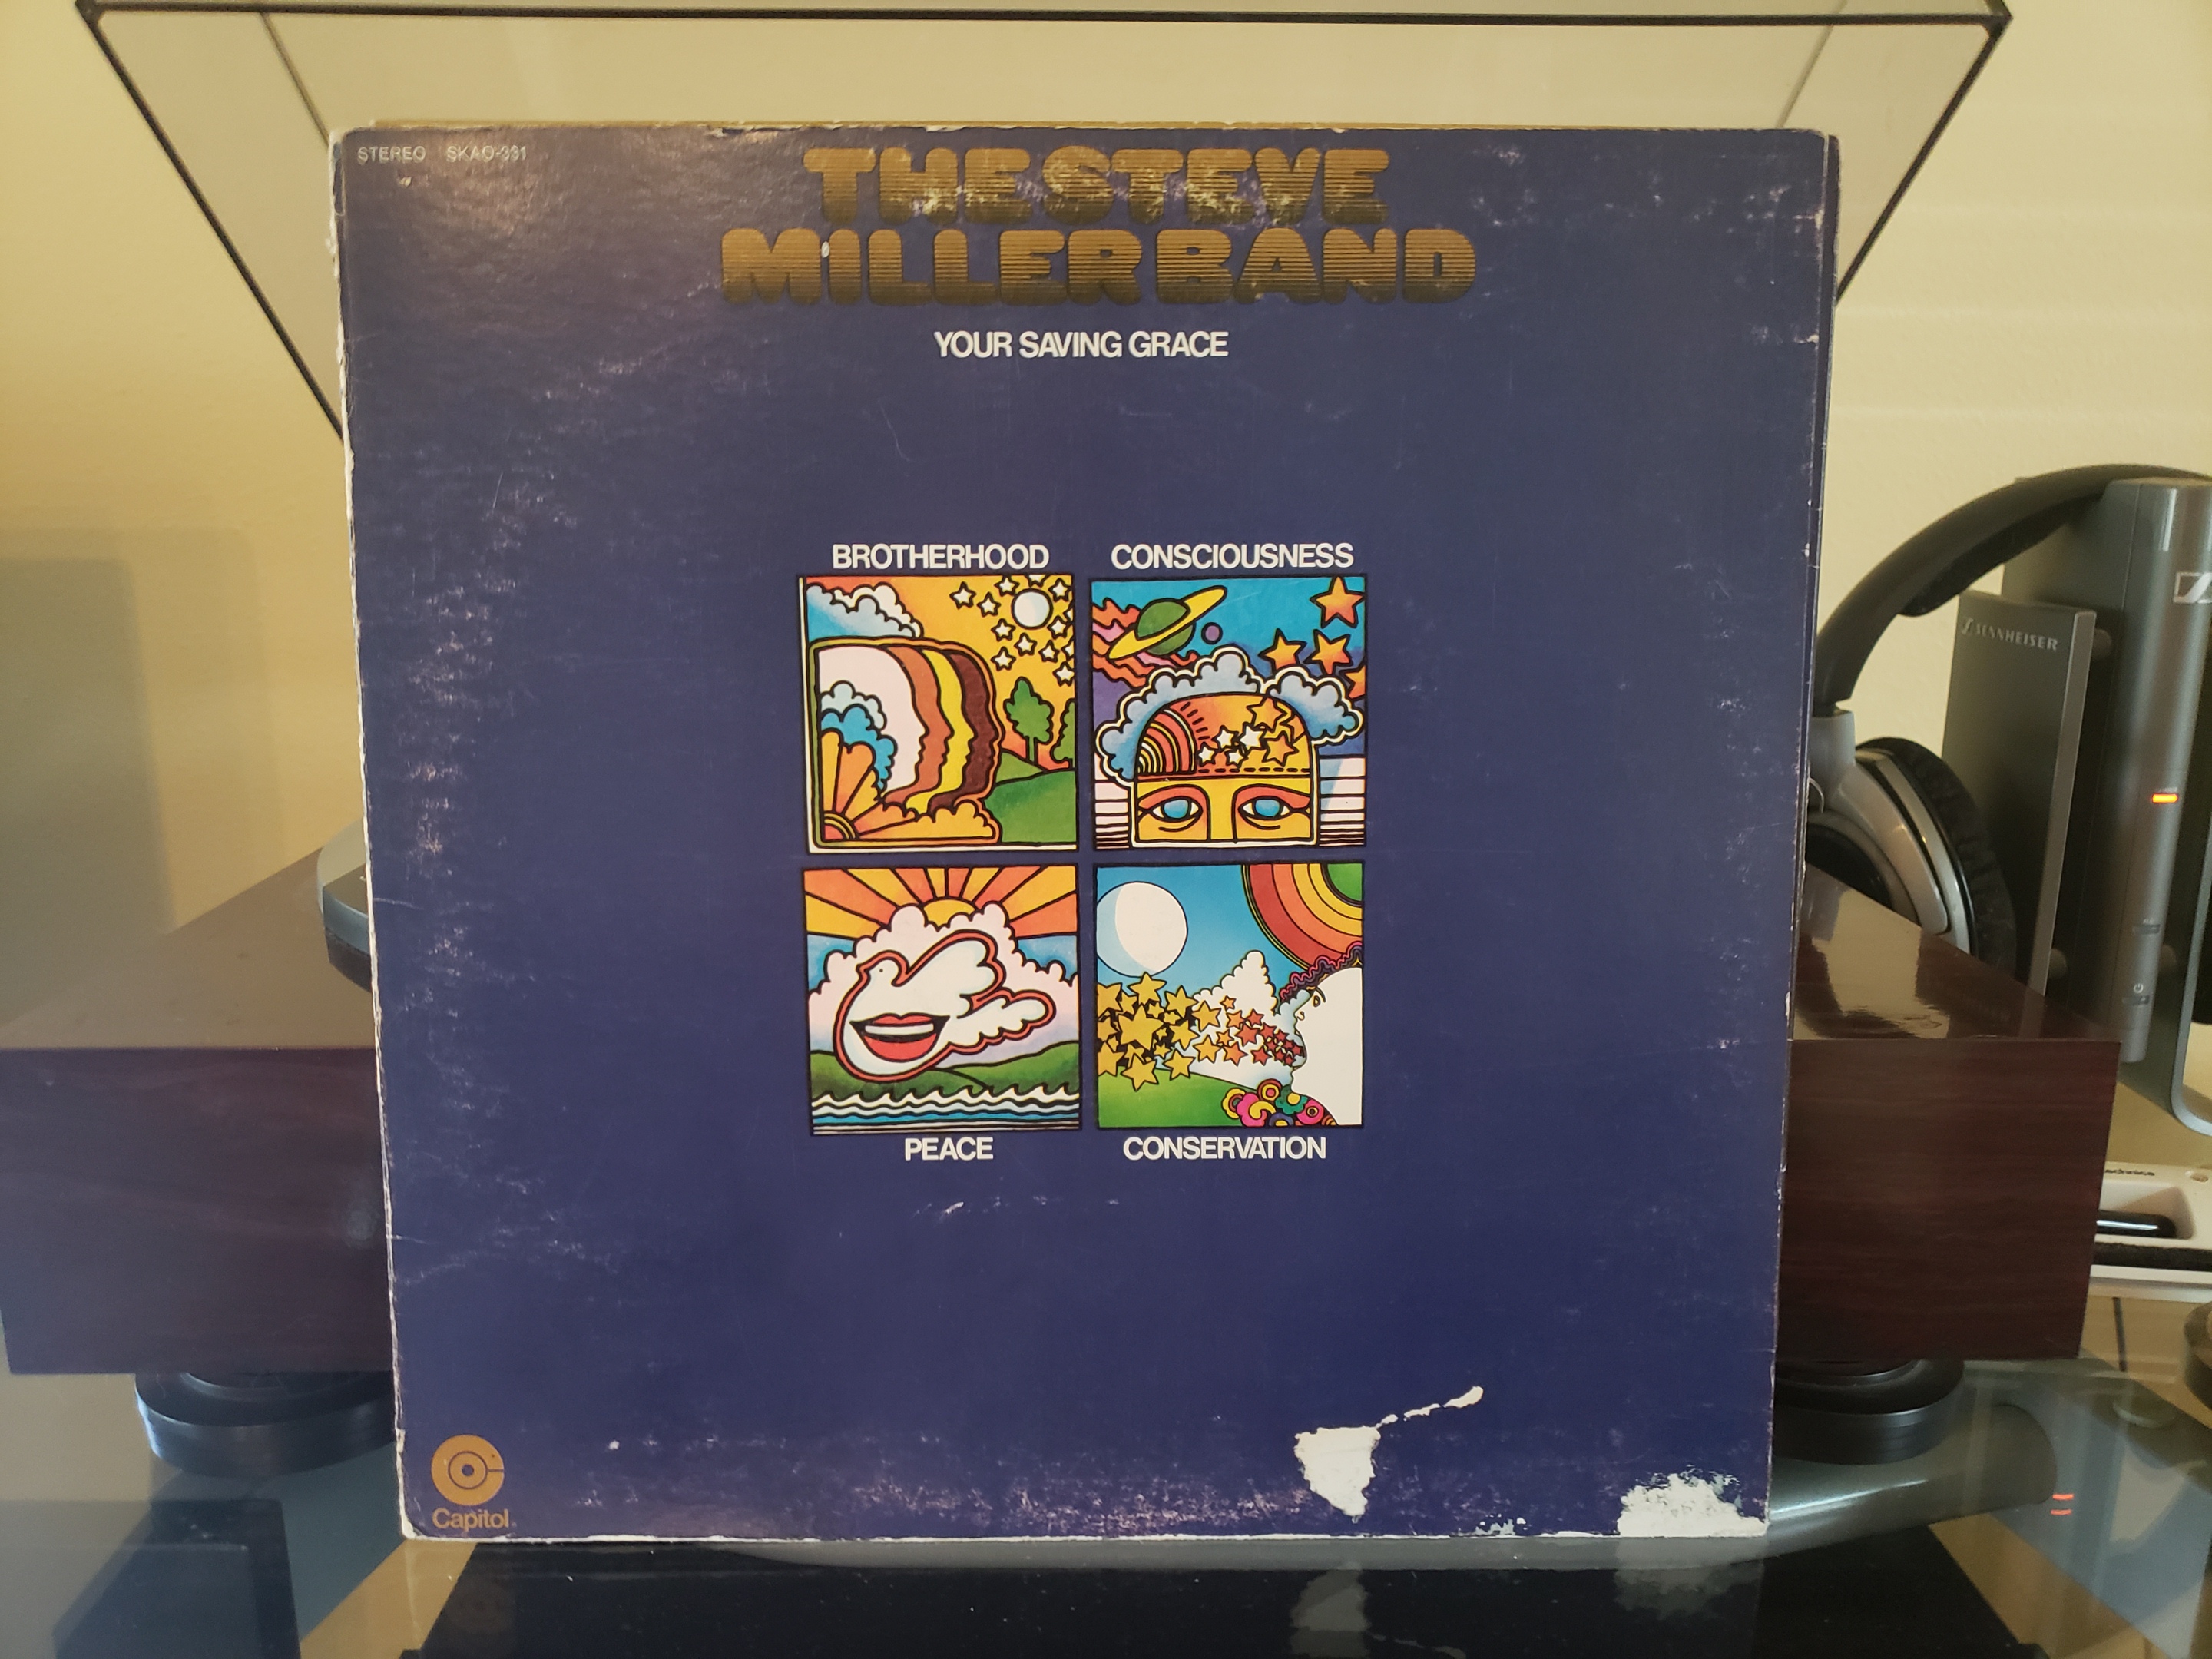 STEREO SKAO-331
THE STEVE
MILLER BAND
YOUR SAVING GRACE
BROTHERHOOD CONSCIOUSNESS
PEACE CONSERVATION
Capitol
SENNHEISER